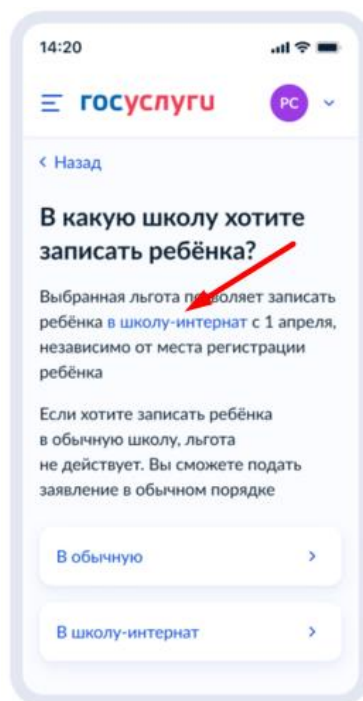 14:20
госуслуги
РС
Назад
В какую школу хотите
записать ребёнка?
Выбранная льгота позволяет записать
ребёнка в школу-интернат с 1 апреля,
независимо от места регистрации
ребёнка
Если хотите записать ребёнка
в обычную школу, льгота
не действует. Вы сможете подать
заявление в обычном порядке
В обычную
В школу-интернат